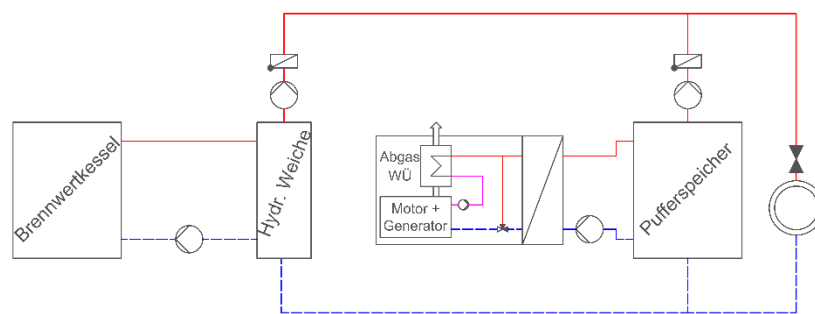 Brennwertkessel
Hydr. Weiche
Abgas
WÜ
Motor +
Generator
Pufferspeicher